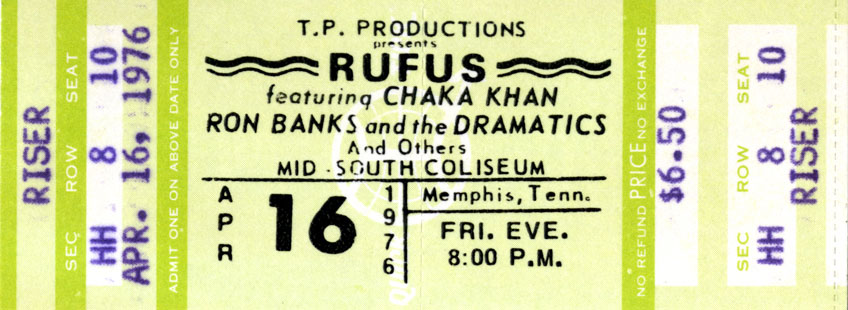 RISER
SEC HH ROW 8 SEAT 10
APR. 16, 1976
ADMIT ONE ON ABOVE DATE ONLY
T.P. PRODUCTIONS
presents
RUFUS
featuring CHAKA KHAN
RON BANKS and the DRAMATICS
And Others
MID-SOUTH COLISEUM
APR 16 1976
Memphis, Tenn.
FRI. EVE.
8:00 P.M.
NO REFUND PRICE NO EXCHANGE
$6.50
SEC HH ROW 8 SEAT 10
RISER